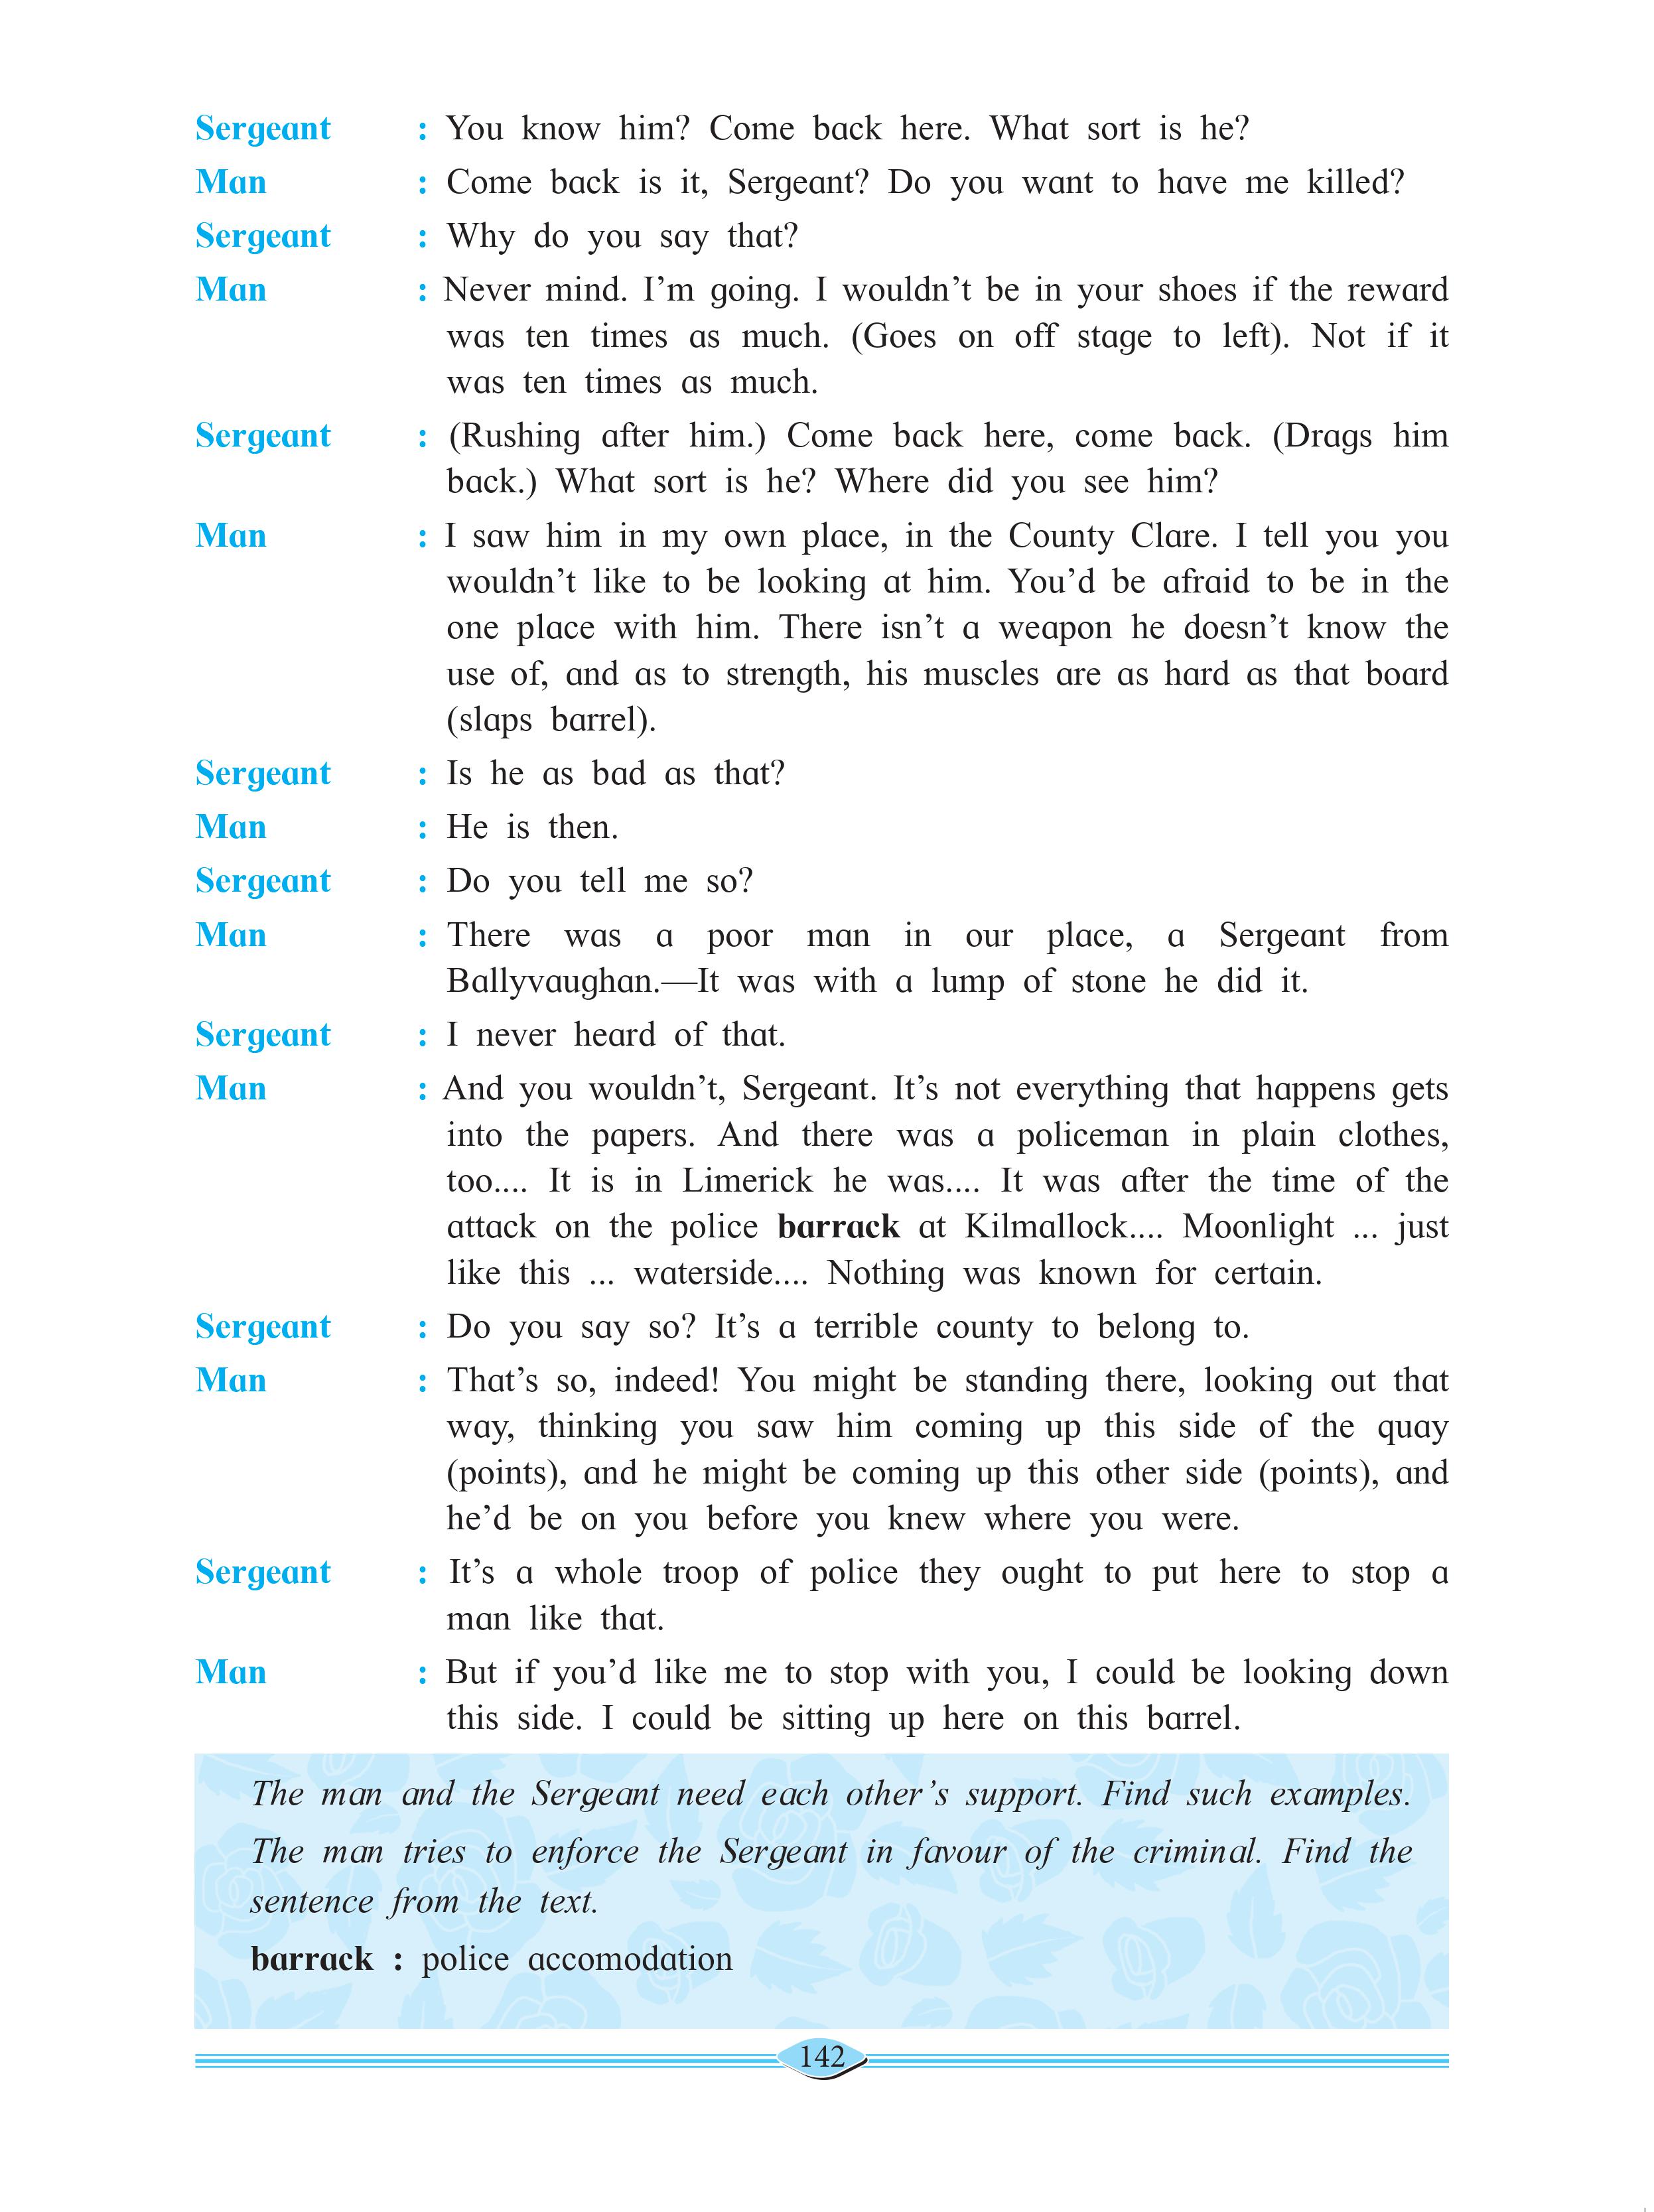 Sergeant : You know him? Come back here. What sort is he?
Man : Come back is it, Sergeant? Do you want to have me killed?
Sergeant : Why do you say that?
Man : Never mind. I’m going. I wouldn’t be in your shoes if the reward
was ten times as much. (Goes on off stage to left). Not if it
was ten times as much.
Sergeant : (Rushing after him.) Come back here, come back. (Drags him
back.) What sort is he? Where did you see him?
Man : I saw him in my own place, in the County Clare. I tell you you
wouldn’t like to be looking at him. You’d be afraid to be in the
one place with him. There isn’t a weapon he doesn’t know the
use of, and as to strength, his muscles are as hard as that board
(slaps barrel).
Sergeant : Is he as bad as that?
Man : He is then.
Sergeant : Do you tell me so?
Man : There was a poor man in our place, a Sergeant from
Ballyvaughan.—It was with a lump of stone he did it.
Sergeant : I never heard of that.
Man : And you wouldn’t, Sergeant. It’s not everything that happens gets
into the papers. And there was a policeman in plain clothes,
too.... It is in Limerick he was.... It was after the time of the
attack on the police barrack at Kilmallock.... Moonlight ... just
like this ... waterside.... Nothing was known for certain.
Sergeant : Do you say so? It’s a terrible county to belong to.
Man : That’s so, indeed! You might be standing there, looking out that
way, thinking you saw him coming up this side of the quay
(points), and he might be coming up this other side (points), and
he’d be on you before you knew where you were.
Sergeant : It’s a whole troop of police they ought to put here to stop a
man like that.
Man : But if you’d like me to stop with you, I could be looking down
this side. I could be sitting up here on this barrel.
The man and the Sergeant need each other’s support. Find such examples.
The man tries to enforce the Sergeant in favour of the criminal. Find the
sentence from the text.
barrack : police accomodation
142